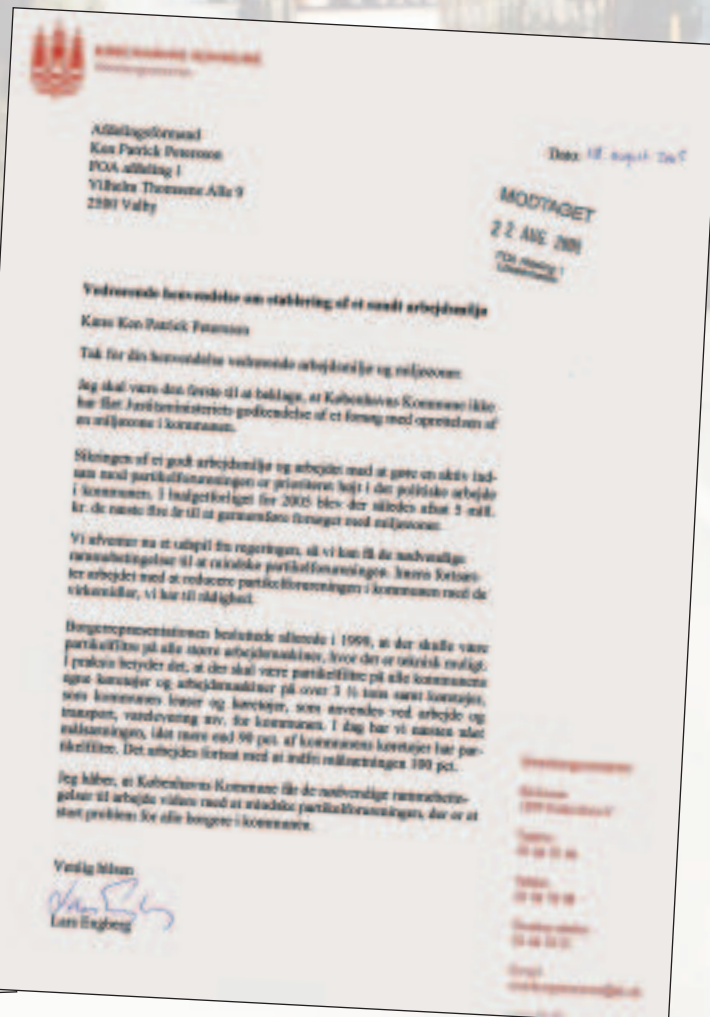 KØBENHAVNS KOMMUNE
Afdelingsformand
Ken Patrick Petersson
FOA afdeling 1
Vilhelm Thomsens Alle 9
2500 Valby
Dato: 18. august 2005
MODTAGET
22 AUG. 2005
FOA Afdeling 1
Vedrørende henvendelse om etablering af et sundt arbejdsmiljø
Kære Ken Patrick Petersson
Tak for din henvendelse vedrørende arbejdsmiljø og miljøzoner.
Jeg skal være den første til at beklage, at Københavns Kommune ikke
har fået Justitsministeriets godkendelse af et forsøg med oprettelsen af
en miljøzone i kommunen.
Sikringen af et godt arbejdsmiljø og arbejdet med at gøre en aktiv ind-
sats mod partikelforureningen er prioriteret højt i det politiske arbejde
i kommunen. I budgetforliget for 2005 blev der således afsat 5 mill.
kr. de næste fire år til at gennemføre forsøget med miljøzoner.
Vi afventer nu et udspil fra regeringen, så vi kan få de nødvendige
rammebetingelser til at mindske partikelforureningen. Imens fortsæt-
ter arbejdet med at reducere partikelforureningen i kommunen med de
virkemidler, vi har til rådighed.
Borgerrepræsentationen besluttede allerede i 1999, at der skulle være
partikelfiltre på alle større arbejdsmaskiner, hvor det er teknisk muligt.
I praksis betyder det, at der skal være partikelfiltre på alle kommunens
egne køretøjer og arbejdsmaskiner på over 3 ½ tons samt køretøjer,
som kommunen leaser og køretøjer, som anvendes ved arbejde og
transport, vareLevering mv. for kommunen. I dag har vi næsten nået
målsætningen, idet mere end 90 pct. af kommunens køretøjer har par-
tikelfiltre. Det arbejdes fortsat med at indfri målsætningen 100 pct.
Jeg håber, at Københavns Kommune får de nødvendige rammebetin-
gelser til at arbejde videre med at mindske partikelforureningen, der er et
stort problem for alle borgere i kommunen.
Venlig hilsen
Lars Engberg